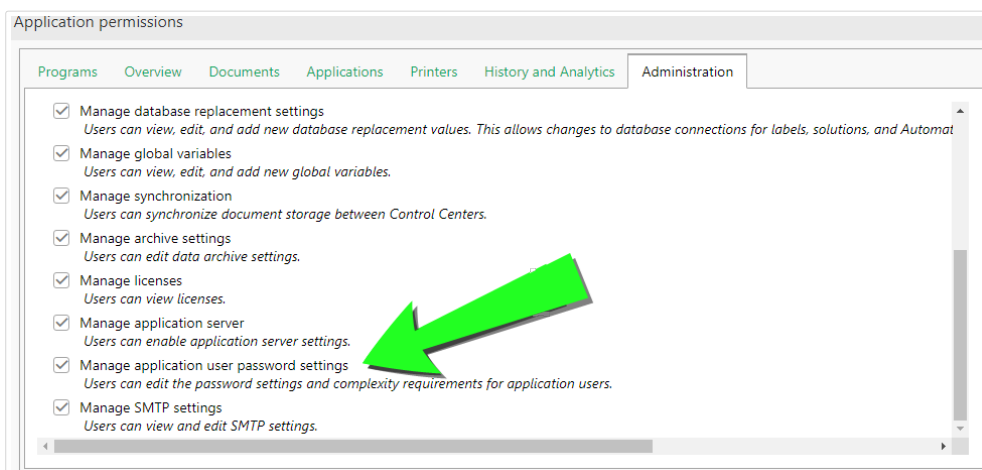 Application permissions
Programs Overview Documents Applications Printers History and Analytics Administration
Manage database replacement settings
Users can view, edit, and add new database replacement values. This allows changes to database connections for labels, solutions, and Automat
Manage global variables
Users can view, edit, and add new global variables.
Manage synchronization
Users can synchronize document storage between Control Centers.
Manage archive settings
Users can edit data archive settings.
Manage licenses
Users can view licenses.
Manage application server
Users can enable application server settings.
Manage application user password settings
Users can edit the password settings and complexity requirements for application users.
Manage SMTP settings
Users can view and edit SMTP settings.